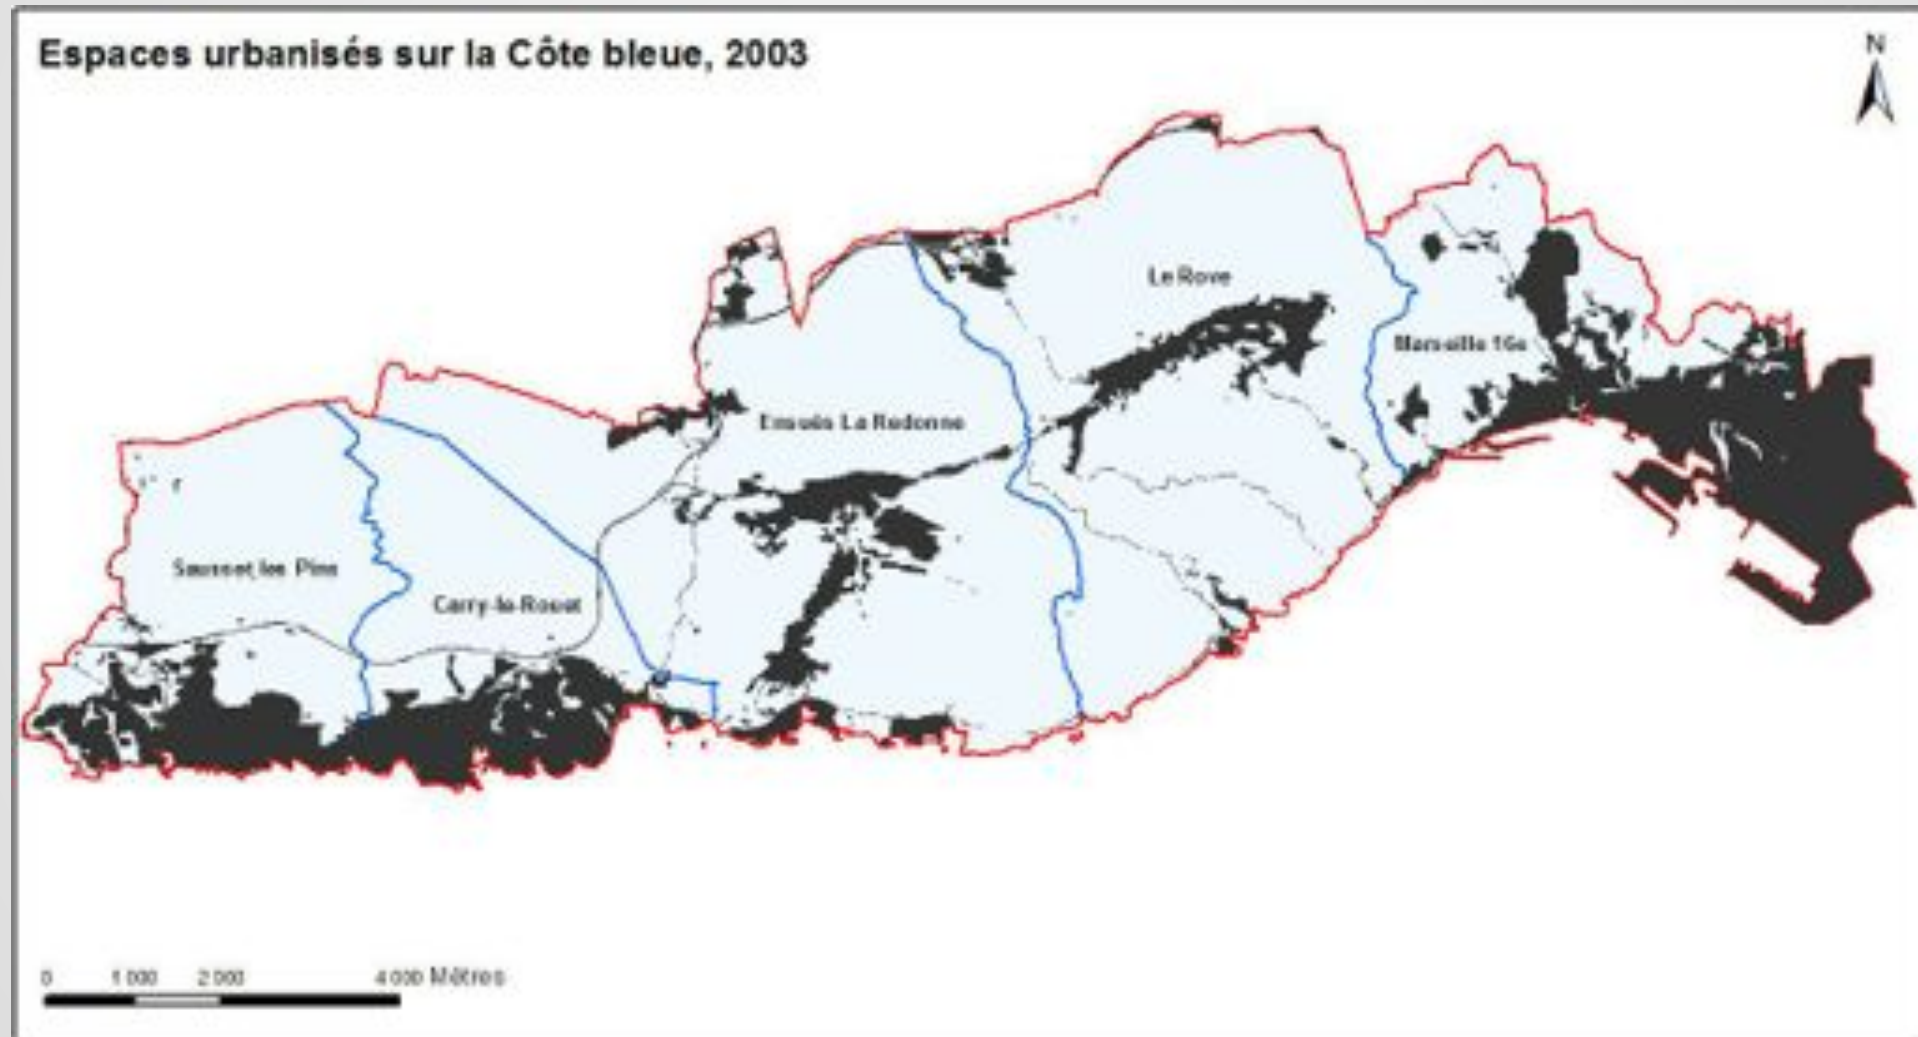 Espaces urbanisés sur la Côte bleue, 2003
N
Le Rove
Marseille 16e
Ensuès La Redonne
Sausset les Pins
Carry-le-Rouet
0 1 000 2 000 4 000 Mètres